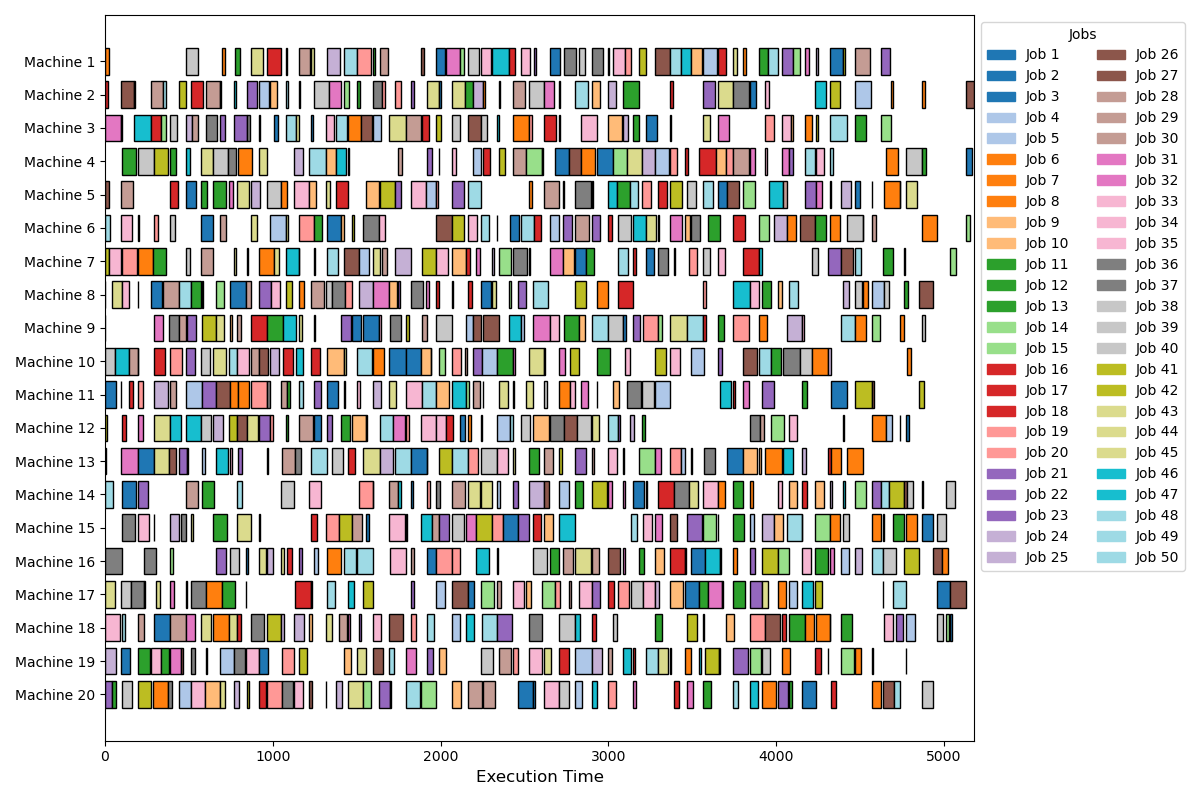 Machine 1
Machine 2
Machine 3
Machine 4
Machine 5
Machine 6
Machine 7
Machine 8
Machine 9
Machine 10
Machine 11
Machine 12
Machine 13
Machine 14
Machine 15
Machine 16
Machine 17
Machine 18
Machine 19
Machine 20
0 1000 2000 3000 4000 5000
Execution Time
Jobs
Job 1 Job 26
Job 2 Job 27
Job 3 Job 28
Job 4 Job 29
Job 5 Job 30
Job 6 Job 31
Job 7 Job 32
Job 8 Job 33
Job 9 Job 34
Job 10 Job 35
Job 11 Job 36
Job 12 Job 37
Job 13 Job 38
Job 14 Job 39
Job 15 Job 40
Job 16 Job 41
Job 17 Job 42
Job 18 Job 43
Job 19 Job 44
Job 20 Job 45
Job 21 Job 46
Job 22 Job 47
Job 23 Job 48
Job 24 Job 49
Job 25 Job 50